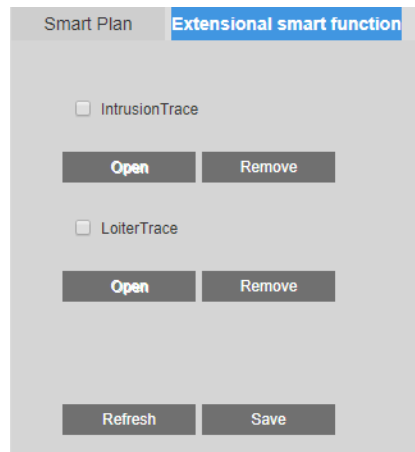 Smart Plan Extensional smart function
IntrusionTrace
Open Remove
LoiterTrace
Open Remove
Refresh Save